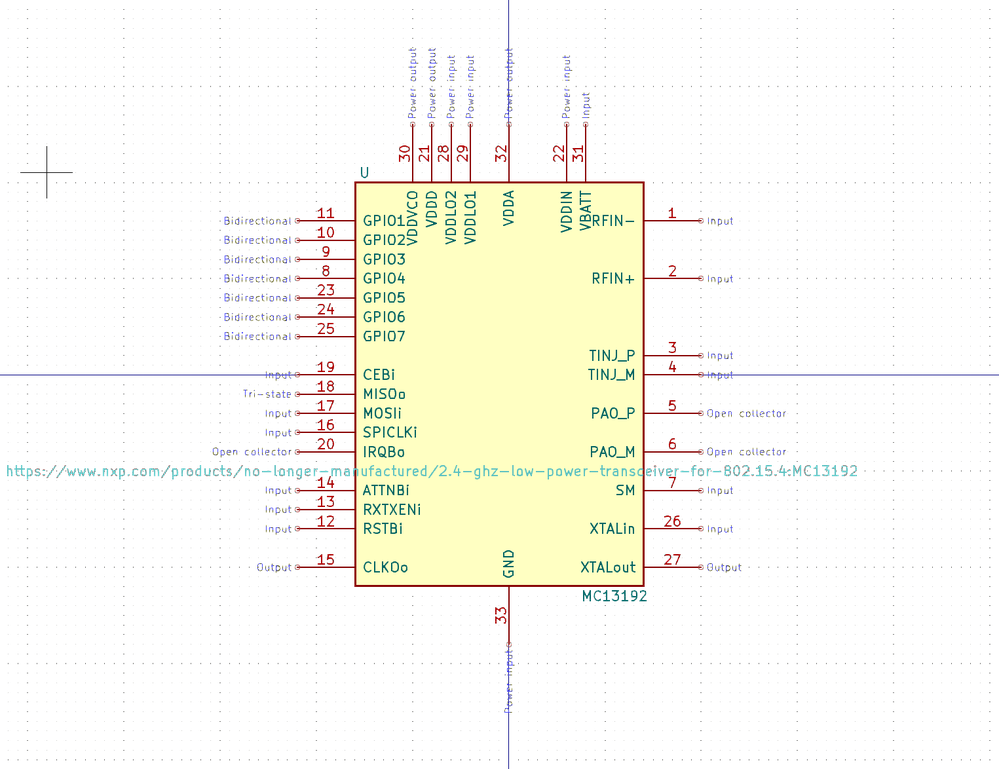 Power output Power output Power input Power input Power output Power input Input
30 21 28 29 32 22 31
U
VDDVCO VDDD VDDLO2 VDDLO1 VDDA VDDIN VBATT
Bidirectional 11 GPIO1 RFIN- 1 Input
Bidirectional 10 GPIO2
Bidirectional 9 GPIO3
Bidirectional 8 GPIO4 RFIN+ 2 Input
Bidirectional 23 GPIO5
Bidirectional 24 GPIO6
Bidirectional 25 GPIO7
TINJ_P 3 Input
Input 19 CEBi TINJ_M 4 Input
Tri-state 18 MISOo
Input 17 MOSIi PAO_P 5 Open collector
Input 16 SPICLKi
Open collector 20 IRQBo PAO_M 6 Open collector
https://www.nxp.com/products/no-longer-manufactured/2.4-ghz-low-power-transceiver-for-802.15.4:MC13192
Input 14 ATTNBi SM 7 Input
Input 13 RXTXENi
Input 12 RSTBi XTALin 26 Input
Output 15 CLKOo GND XTALout 27 Output
MC13192
33
Power input